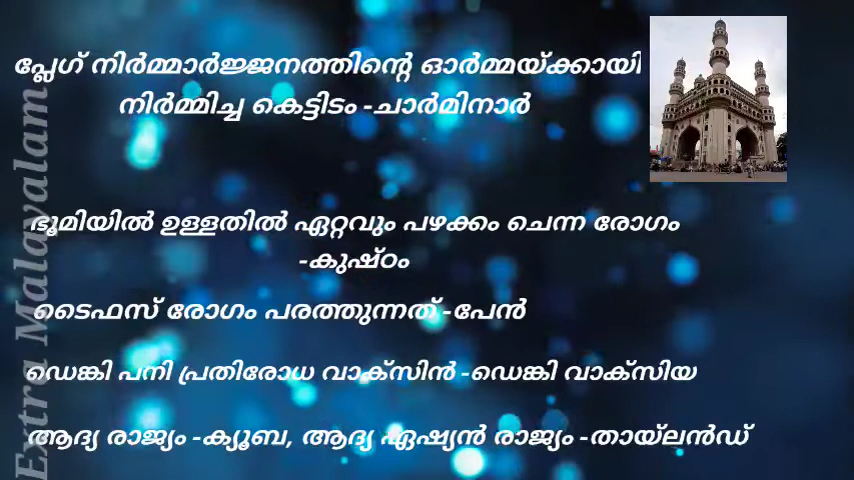 പ്ലേഗ് നിർമ്മാർജ്ജനത്തിന്റെ ഓർമ്മയ്ക്കായി
നിർമ്മിച്ച കെട്ടിടം -ചാർമിനാർ
ഭൂമിയിൽ ഉള്ളതിൽ ഏറ്റവും പഴക്കം ചെന്ന രോഗം
-കുഷ്ഠം
ടൈഫസ് രോഗം പരത്തുന്നത് -പേൻ
ഡെങ്കി പനി പ്രതിരോധ വാക്സിൻ -ഡെങ്കി വാക്സിയ
ആദ്യ രാജ്യം -ക്യൂബ, ആദ്യ ഏഷ്യൻ രാജ്യം -തായ്ലൻഡ്
Extra Malayalam